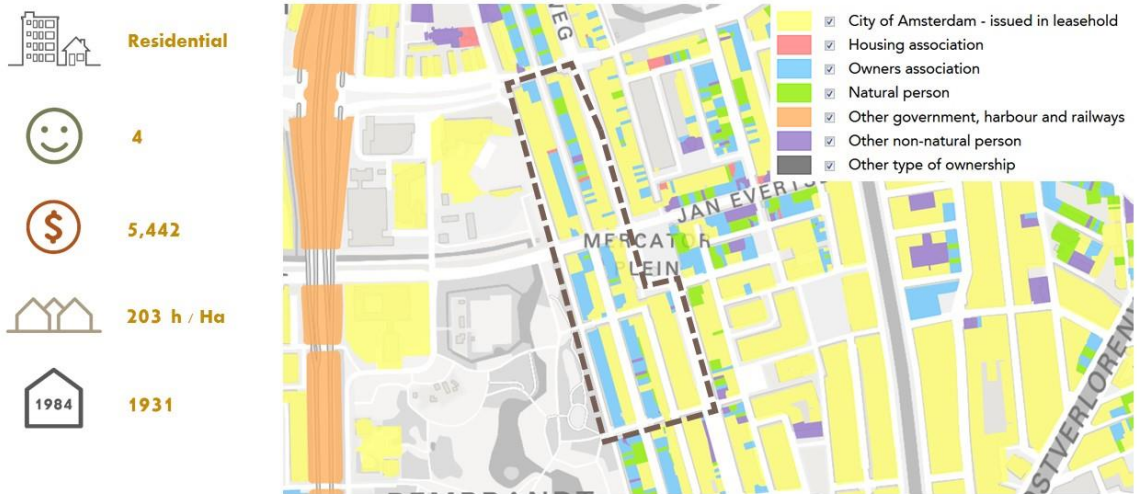 Residential
4
5,442
203 h / Ha
1984
1931
City of Amsterdam - issued in leasehold
Housing association
Owners association
Natural person
Other government, harbour and railways
Other non-natural person
Other type of ownership
WEG
JAN EVERTS
MERCATOR
PLEIN
REMBRANDT
OSTVERLOREN